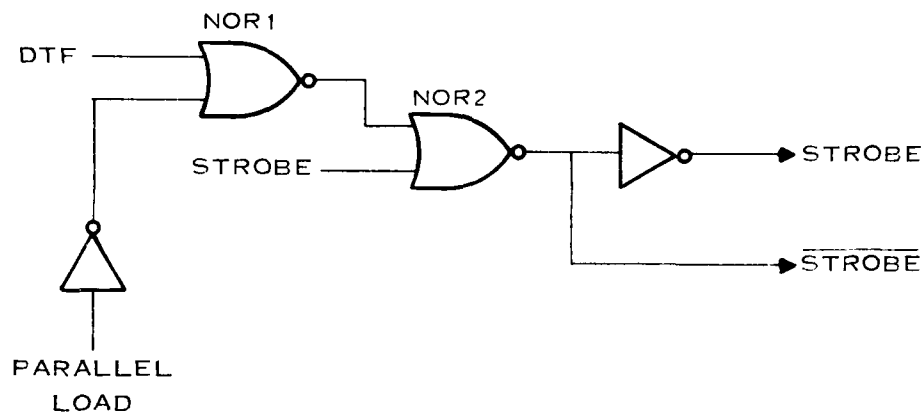 NOR1
DTF
NOR2
STROBE
STROBE
STROBE
PARALLEL
LOAD